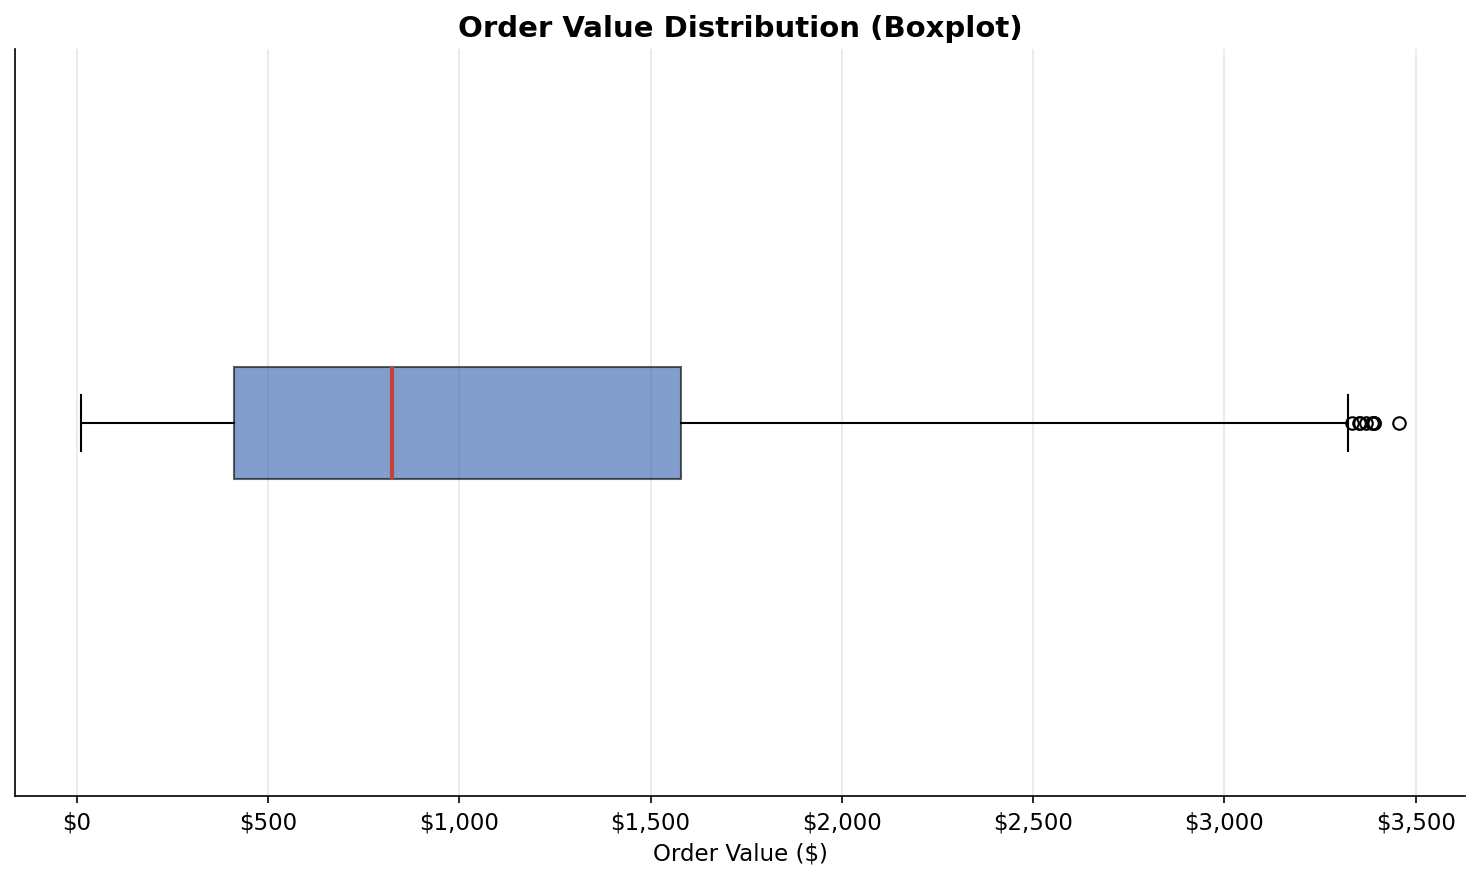 Order Value Distribution (Boxplot)
$0 $500 $1,000 $1,500 $2,000 $2,500 $3,000 $3,500
Order Value ($)